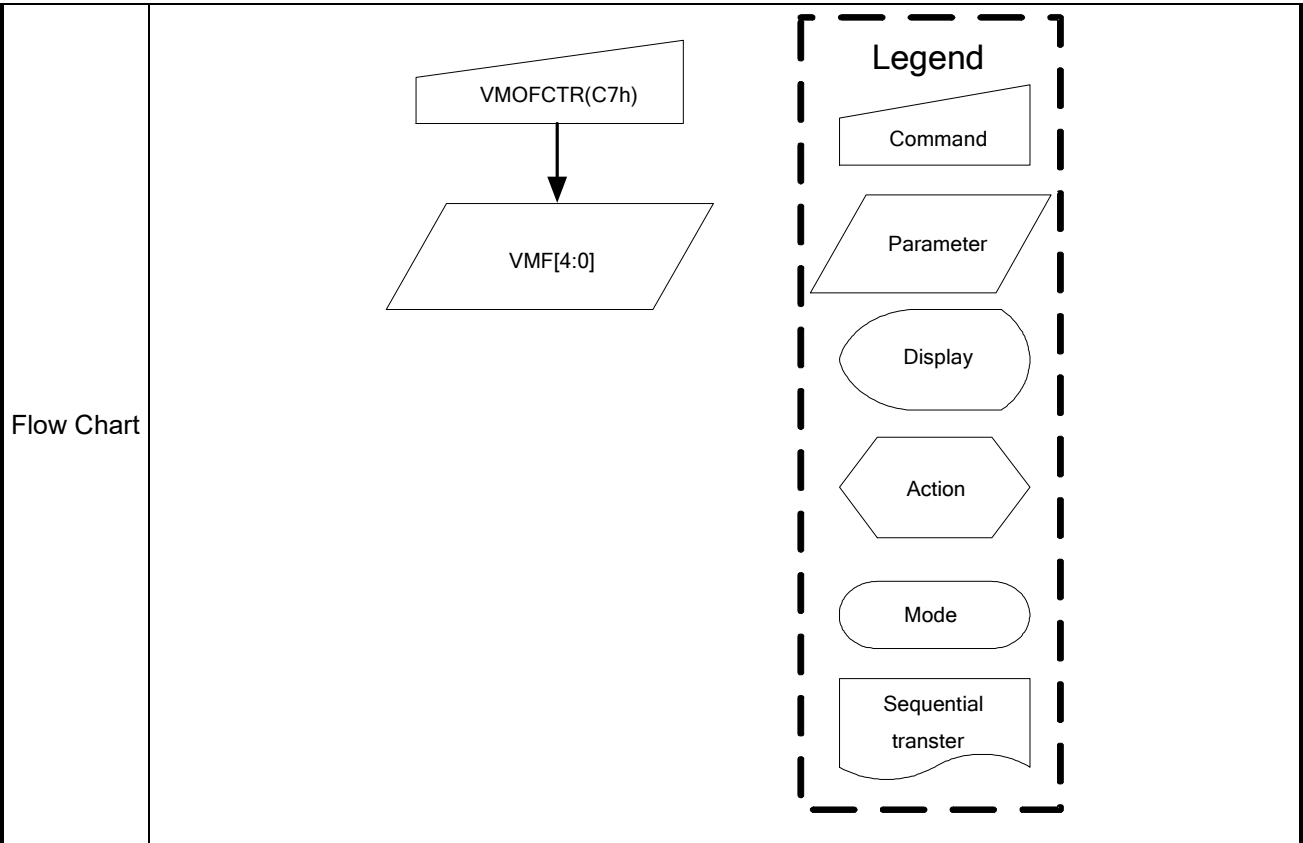 Flow Chart
VMOFCTR(C7h)
VMF[4:0]
Legend
Command
Parameter
Display
Action
Mode
Sequential
transter